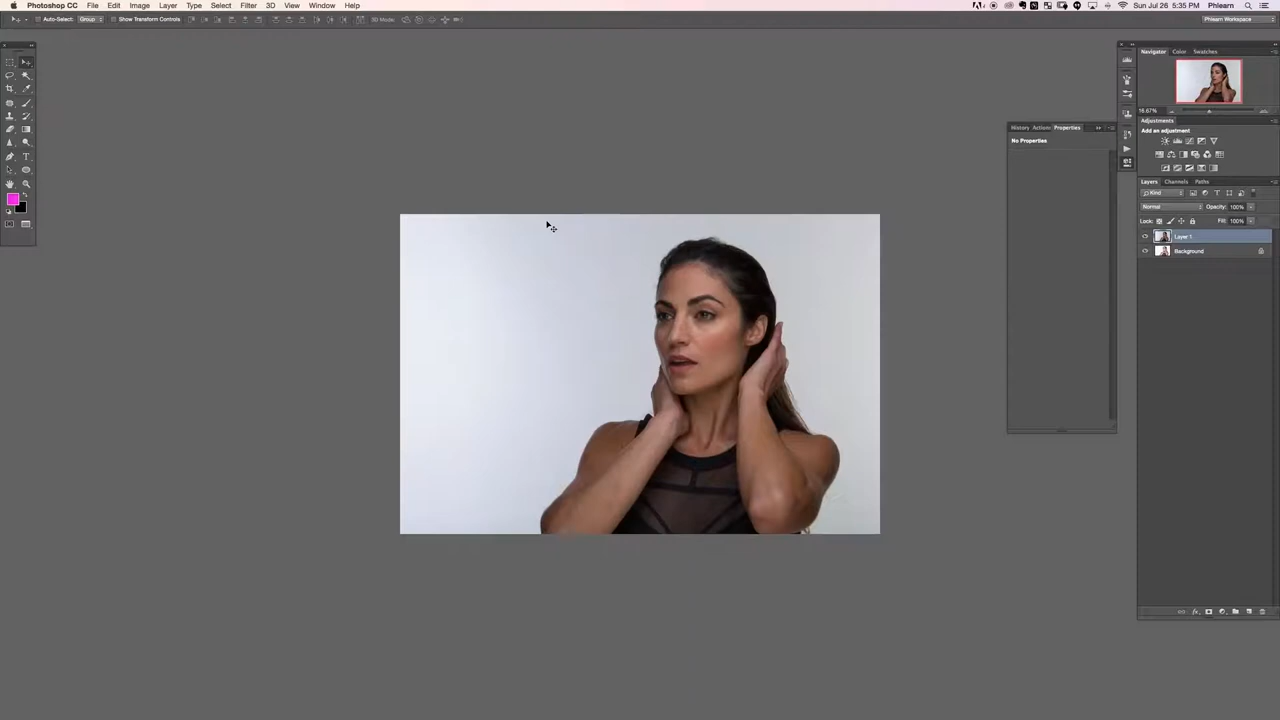 Photoshop CC File Edit Image Layer Type Select Filter 3D View Window Help Sun Jul 26 5:35 PM Phlearn
Auto-Select: Group Show Transform Controls 3D Mode: Phlearn Workspace
Navigator Color Swatches
16.67%
Adjustments
Add an adjustment
History Actions Properties
No Properties
Layers Channels Paths
Kind
Normal Opacity: 100%
Lock: Fill: 100%
Layer 1
Background